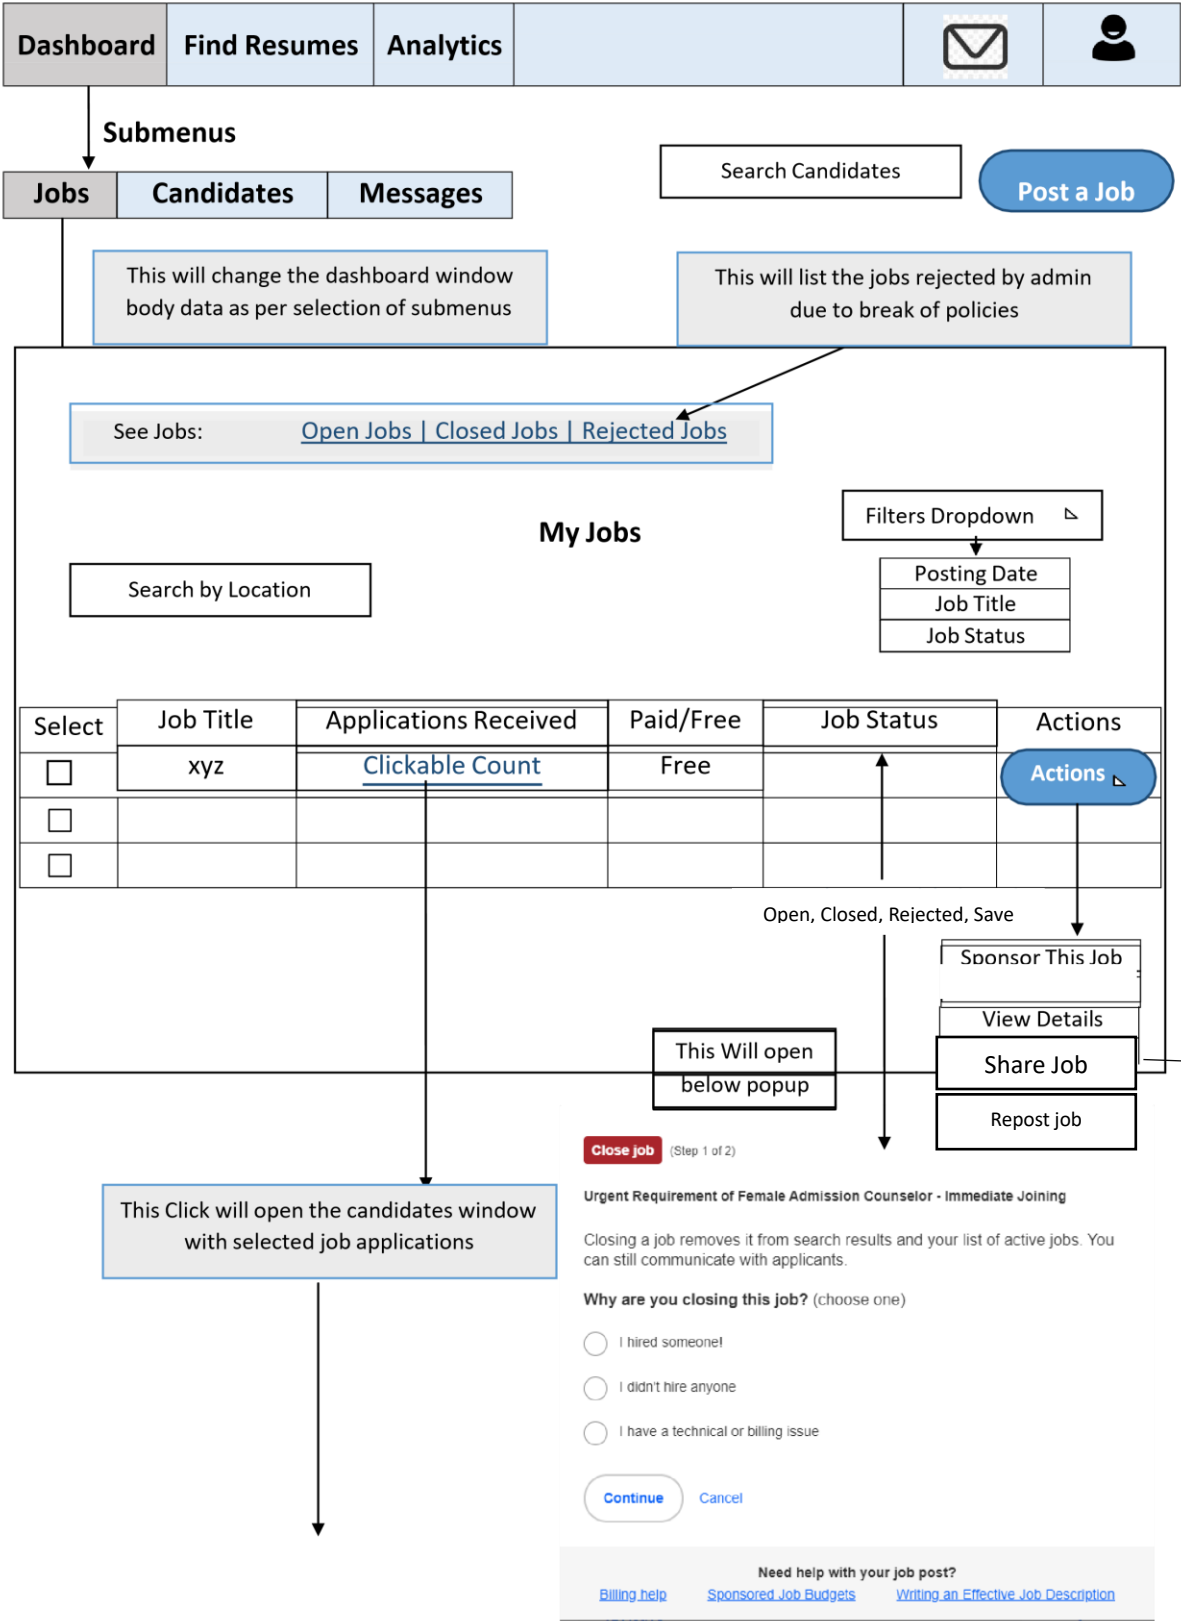 Dashboard Find Resumes Analytics
Submenus
Search Candidates
Post a Job
Jobs Candidates Messages
This will change the dashboard window
body data as per selection of submenus
This will list the jobs rejected by admin
due to break of policies
See Jobs: Open Jobs | Closed Jobs | Rejected Jobs
Filters Dropdown
My Jobs
Posting Date
Job Title
Job Status
Search by Location
Select Job Title Applications Received Paid/Free Job Status Actions
xyz Clickable Count Free Actions
Open, Closed, Rejected, Save
Sponsor This Job
View Details
Share Job
Repost job
This Will open
below popup
Close job (Step 1 of 2)
Urgent Requirement of Female Admission Counselor - Immediate Joining
This Click will open the candidates window
with selected job applications
Closing a job removes it from search results and your list of active jobs. You
can still communicate with applicants.
Why are you closing this job? (choose one)
I hired someone!
I didn't hire anyone
I have a technical or billing issue
Continue Cancel
Need help with your job post?
Billing help Sponsored Job Budgets Writing an Effective Job Description